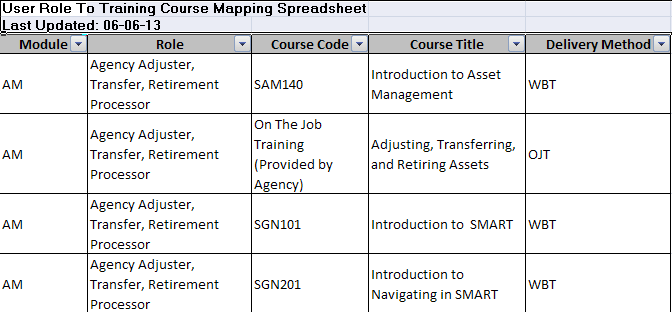 User Role To Training Course Mapping Spreadsheet
Last Updated: 06-06-13
Module Role Course Code Course Title Delivery Method
AM
Agency Adjuster,
Transfer, Retirement
Processor
SAM140
Introduction to Asset
Management
WBT
AM
Agency Adjuster,
Transfer, Retirement
Processor
On The Job
Training
(Provided by
Agency)
Adjusting, Transferring,
and Retiring Assets
OJT
AM
Agency Adjuster,
Transfer, Retirement
Processor
SGN101
Introduction to SMART
WBT
AM
Agency Adjuster,
Transfer, Retirement
Processor
SGN201
Introduction to
Navigating in SMART
WBT